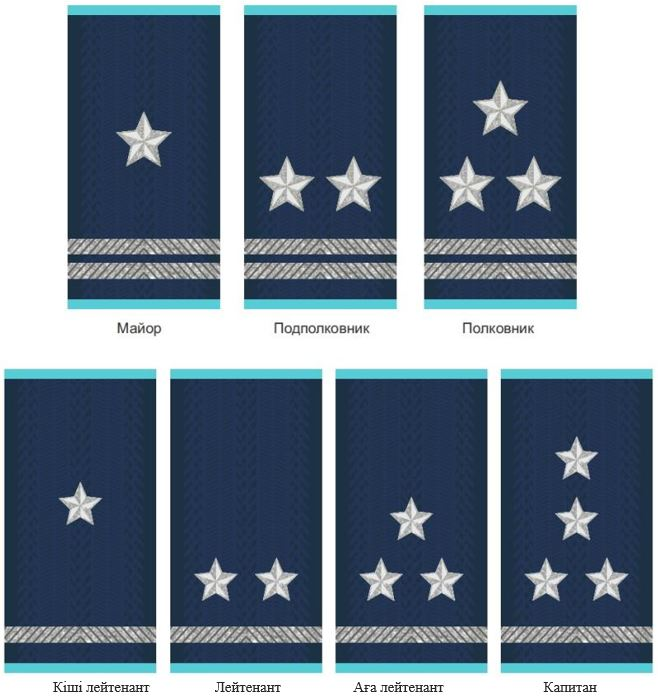 Майор Подполковник Полковник
Кіші лейтенант Лейтенант Аға лейтенант Капитан